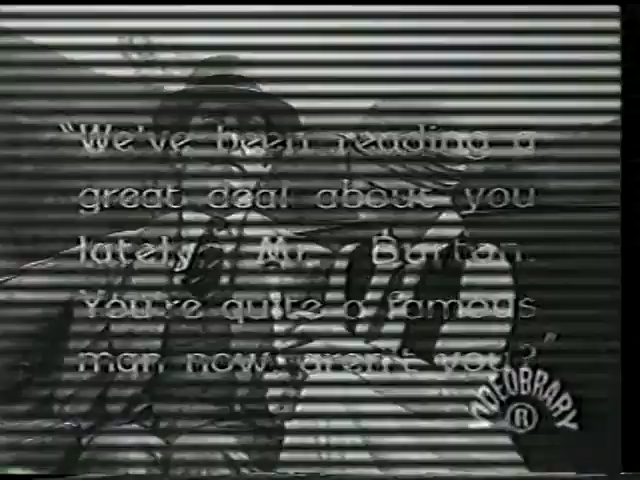 "We've been reading a
great deal about you
lately, Mr. Burton.
You're quite a famous
man now, aren't you?"
VIDEOBRARY
®